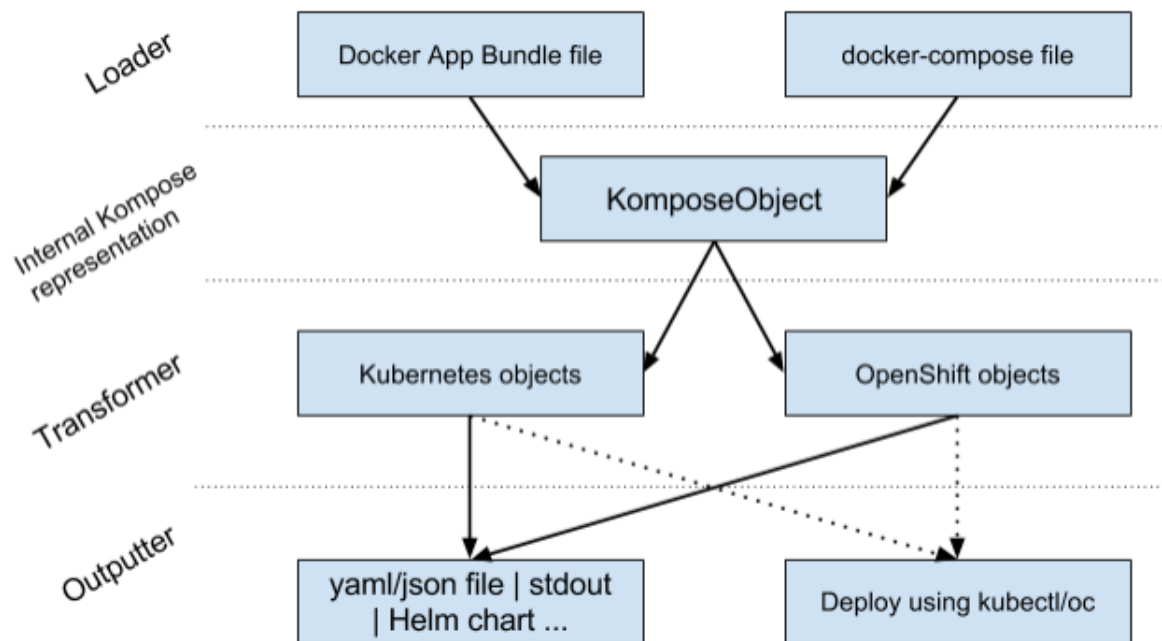 Loader
Docker App Bundle file
docker-compose file
Internal Kompose
representation
KomposeObject
Transformer
Kubernetes objects
OpenShift objects
Outputter
yaml/json file | stdout
| Helm chart ...
Deploy using kubectl/oc